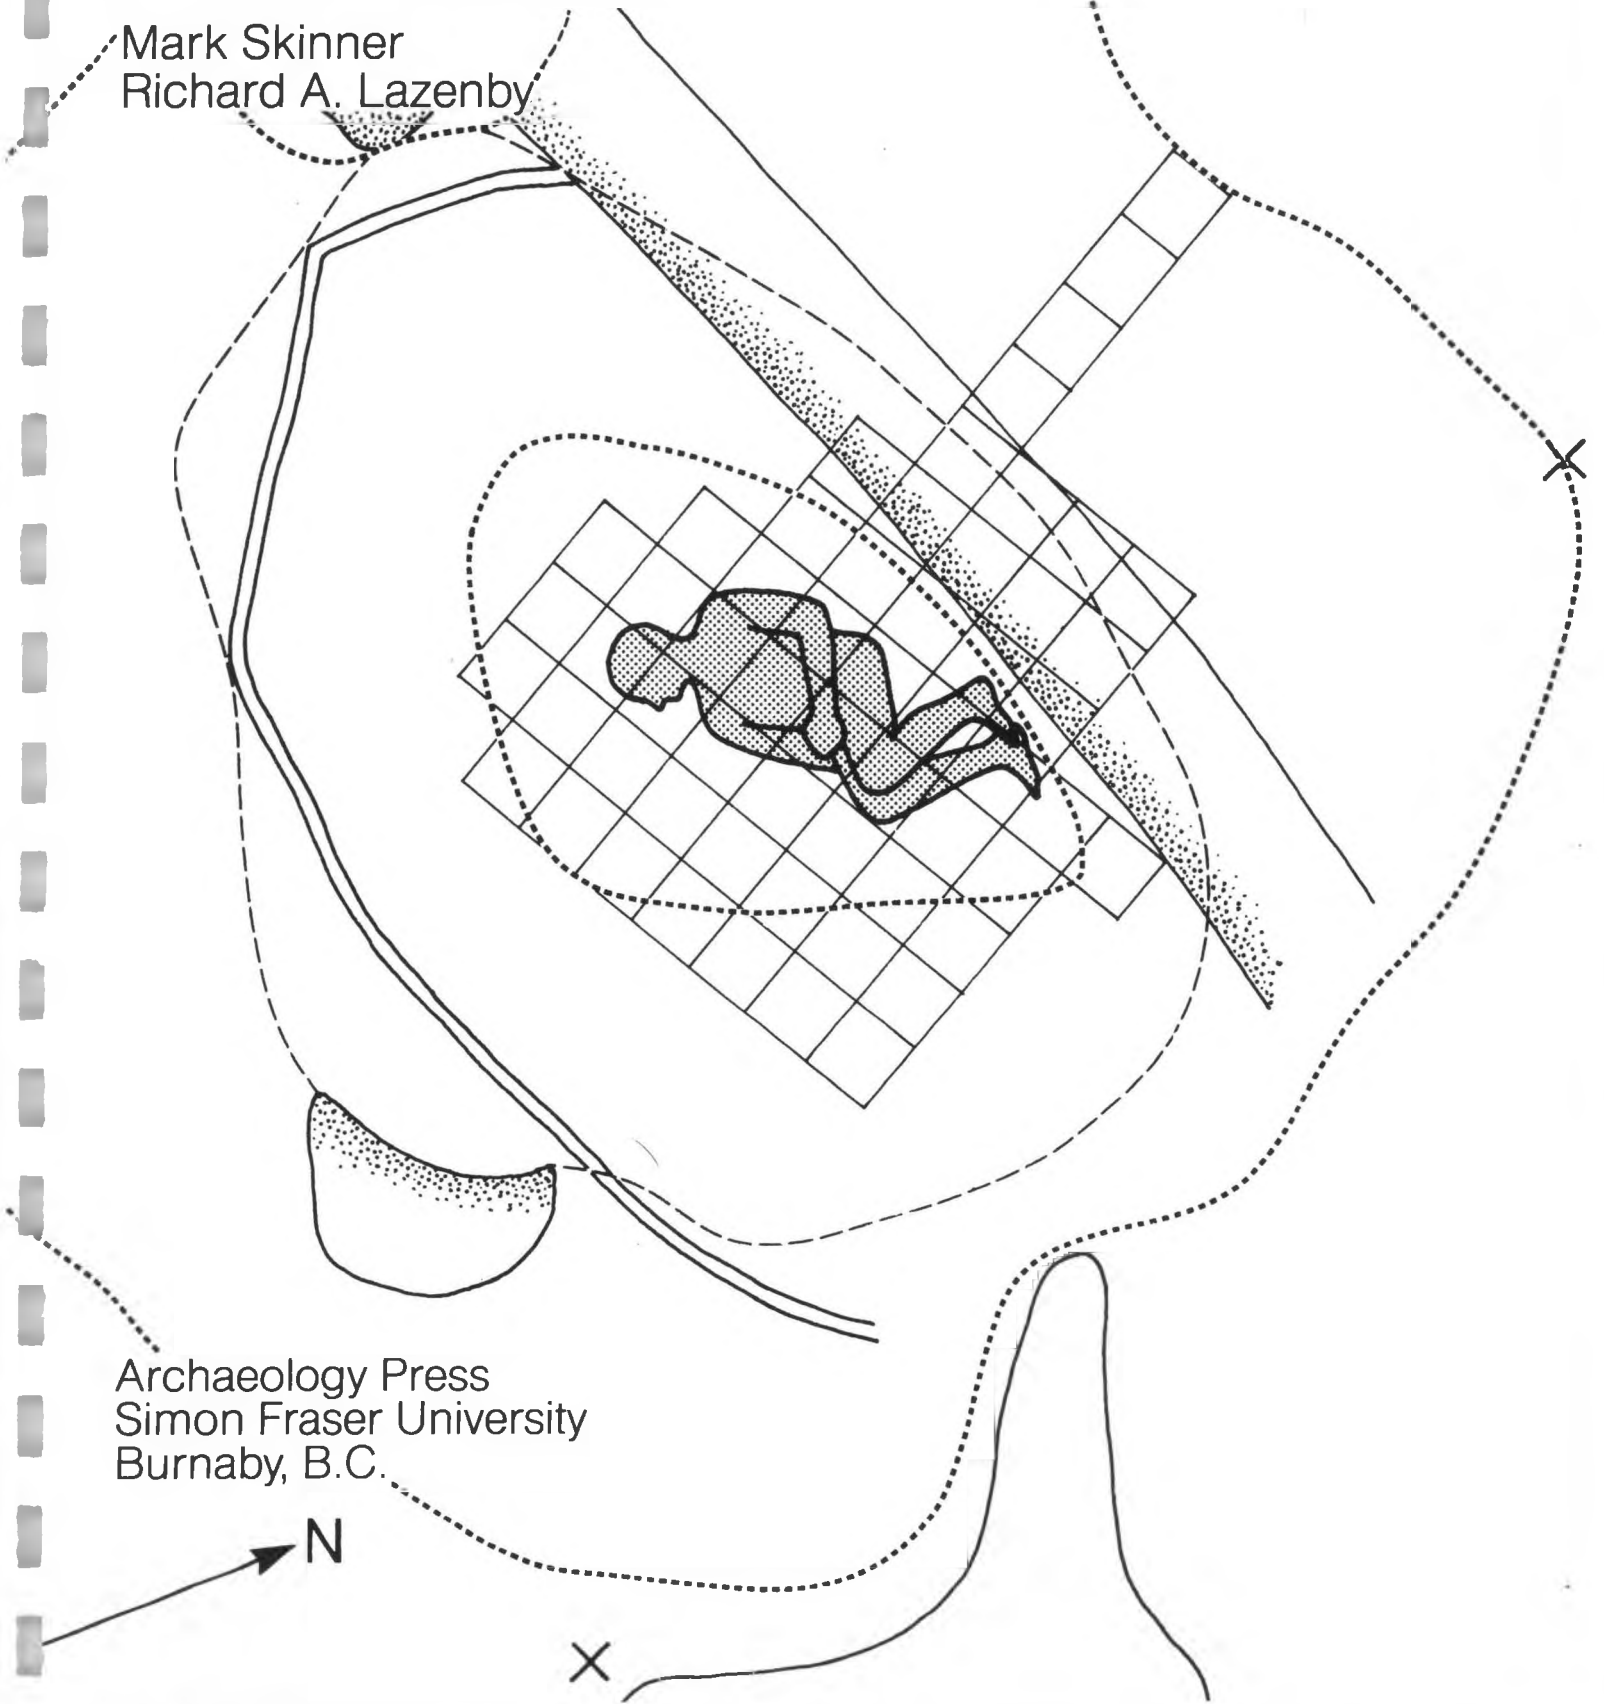 Mark Skinner
Richard A. Lazenby
Archaeology Press
Simon Fraser University
Burnaby, B.C.
N